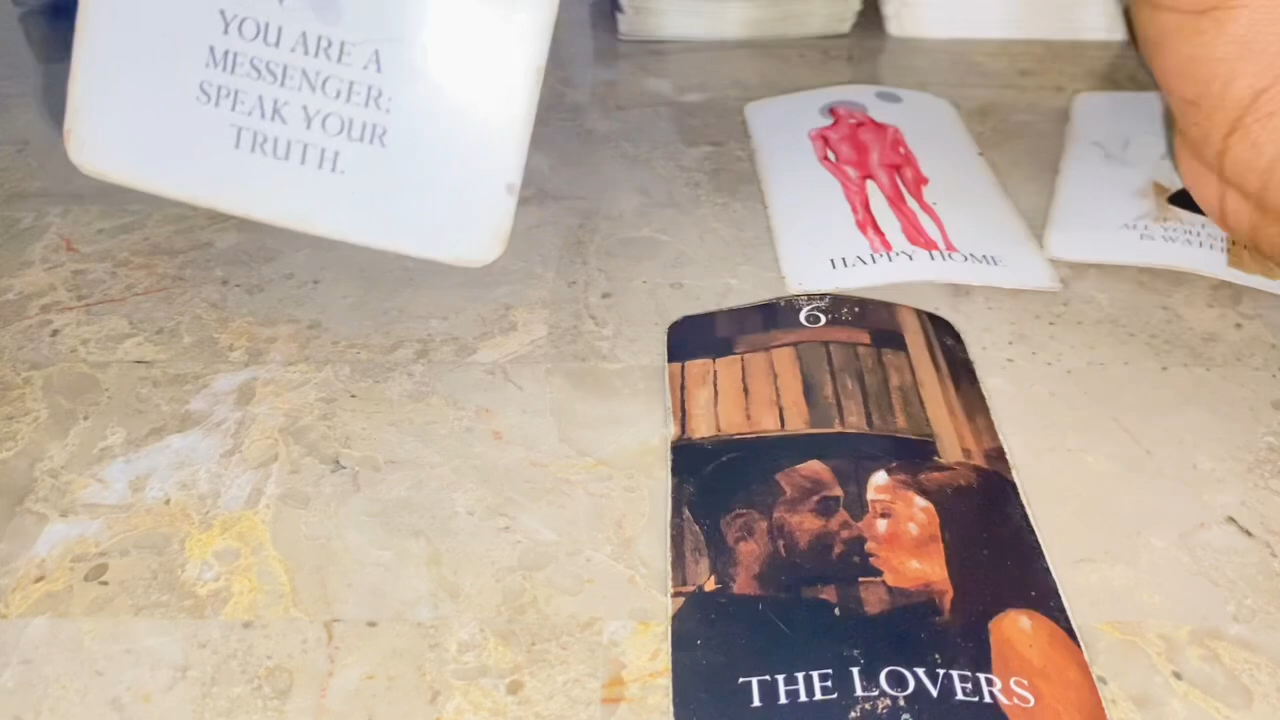 YOU ARE A
MESSENGER;
SPEAK YOUR
TRUTH.
HAPPY HOME
ALL YOU NEED
IS WATER
6
THE LOVERS